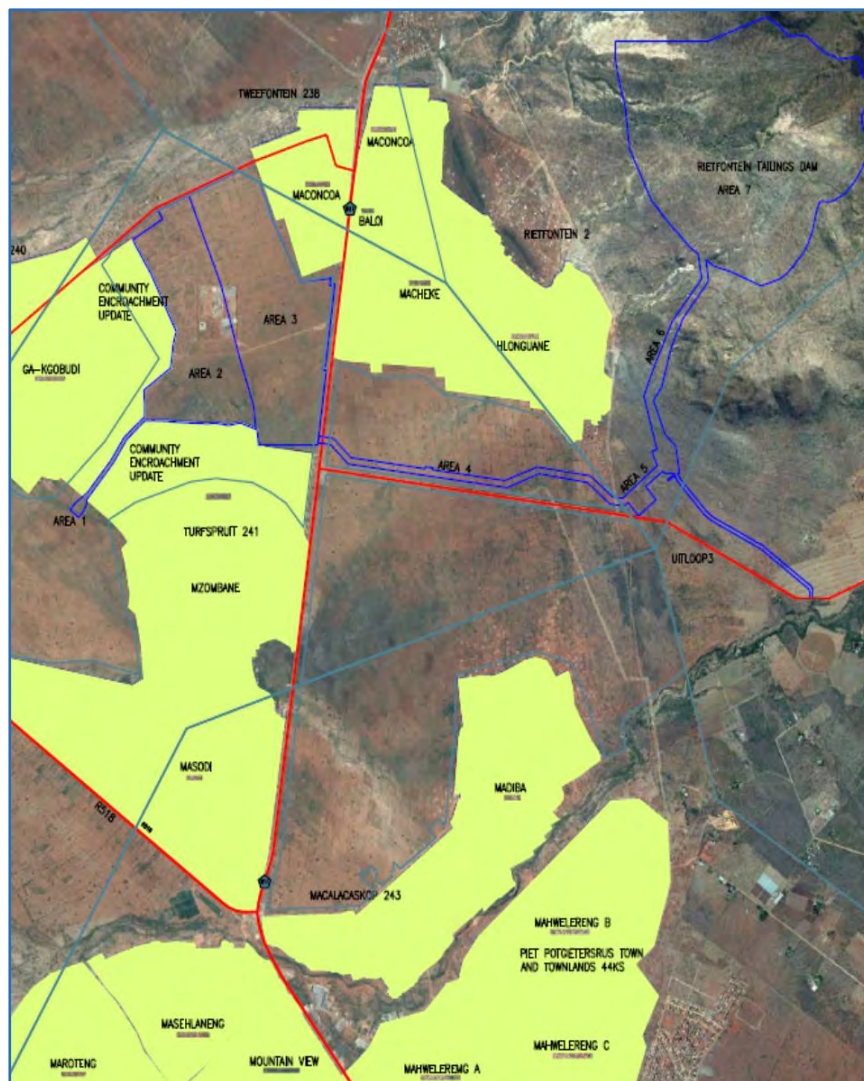 TWEEFONTEIN 238
MACONCOA
MACONCOA
RIETFONTEIN TAILINGS DAM
AREA 7
BALOI
RIETFONTEIN 2
240
COMMUNITY
ENCROACHMENT
UPDATE
MACHEKE
AREA 3
HLONGUANE
AREA 6
GA-KGOBUDI
AREA 2
COMMUNITY
ENCROACHMENT
UPDATE
AREA 4
AREA 5
AREA 1
TURFSPRUIT 241
UITLOOP3
MZOMBANE
MASODI
MADIBA
R518
MACALACASKOP 243
MAHWELERENG B
PIET POTGIETERSRUS TOWN
AND TOWNLANDS 44KS
MASEHLANENG
MAHWELERENG C
MAROTENG
MOUNTAIN VIEW
MAHWELEREMG A